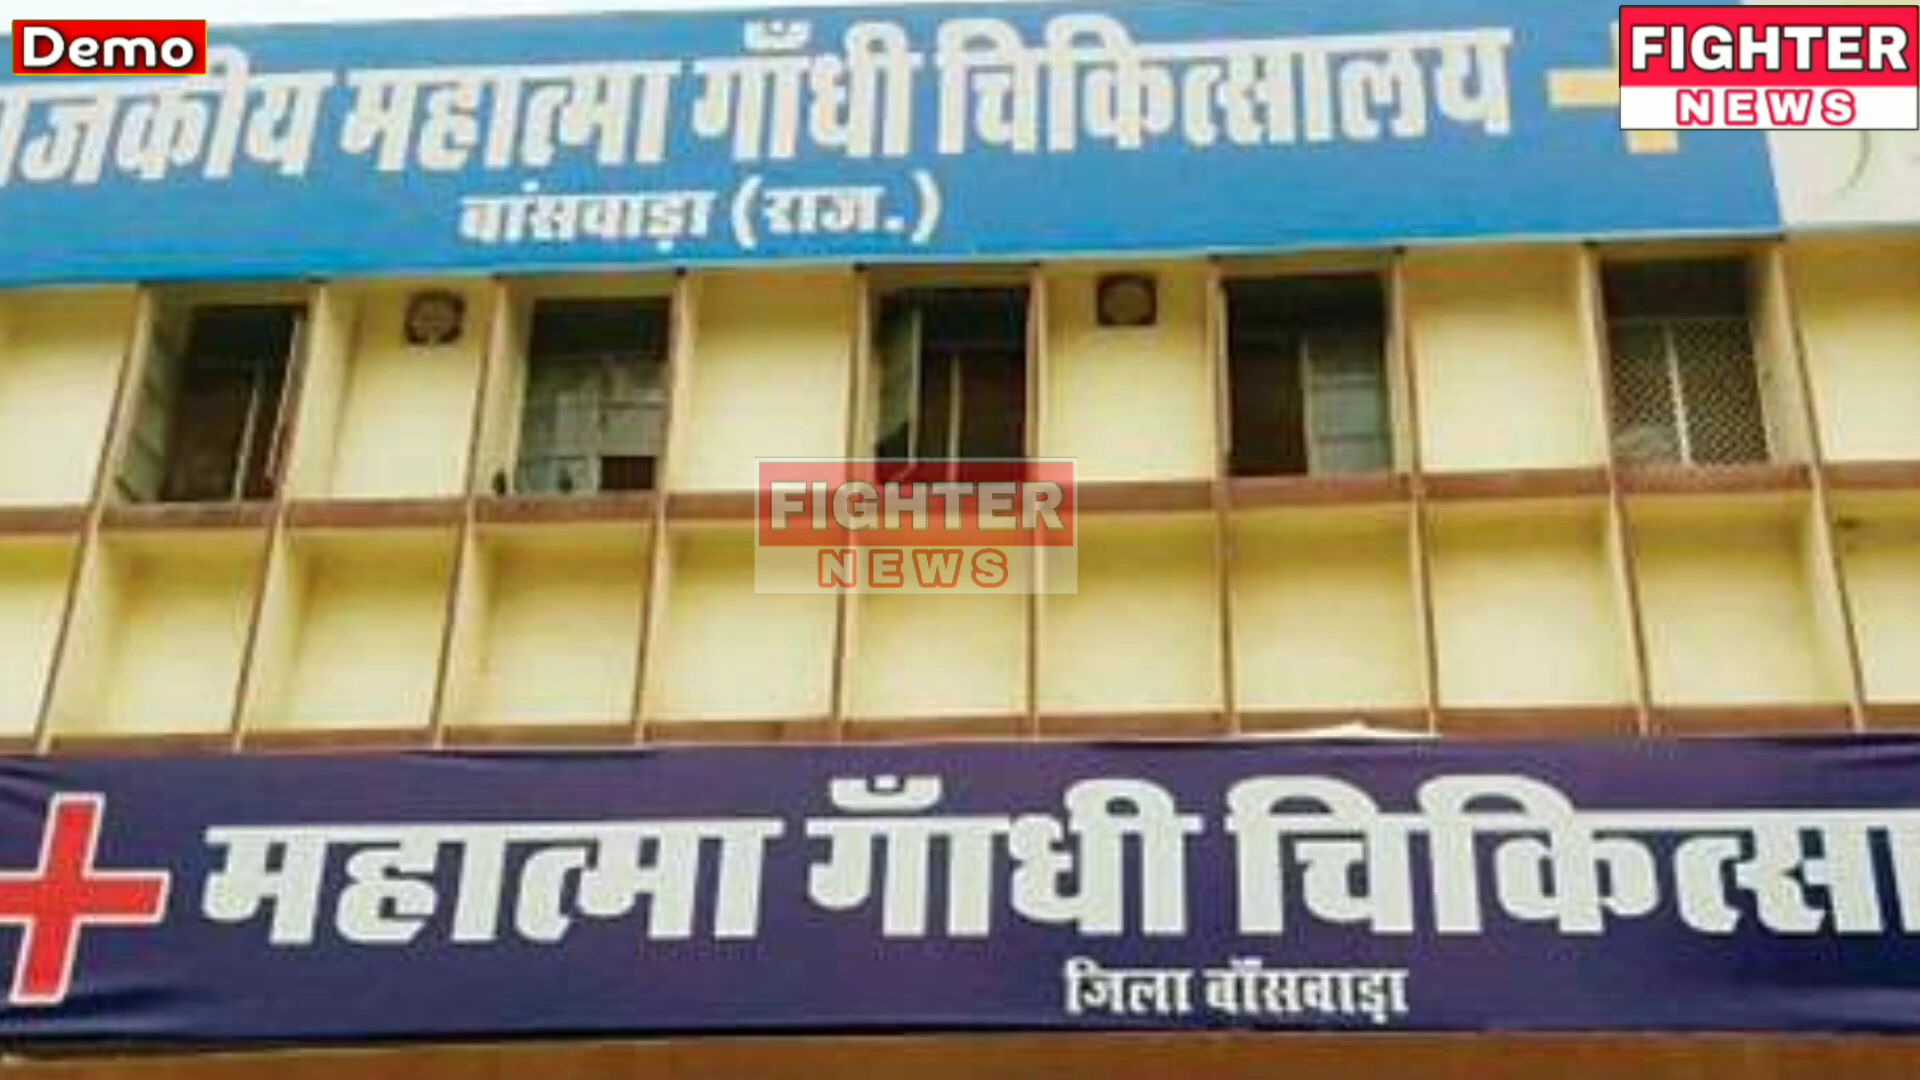 Demo
FIGHTER
NEWS
राजकीय महात्मा गाँधी चिकित्सालय
बांसवाड़ा (राज.)
FIGHTER
NEWS
महात्मा गाँधी चिकित्सा
जिला बाँसवाड़ा